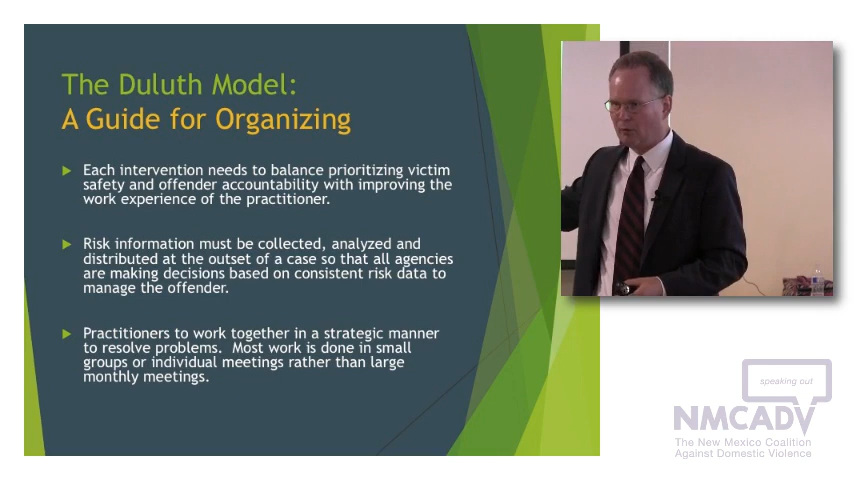 The Duluth Model:
A Guide for Organizing
Each intervention needs to balance prioritizing victim
safety and offender accountability with improving the
work experience of the practitioner.
Risk information must be collected, analyzed and
distributed at the outset of a case so that all agencies
are making decisions based on consistent risk data to
manage the offender.
Practitioners to work together in a strategic manner
to resolve problems.  Most work is done in small
groups or individual meetings rather than large
monthly meetings.
speaking out
NMCADV
The New Mexico Coalition
Against Domestic Violence